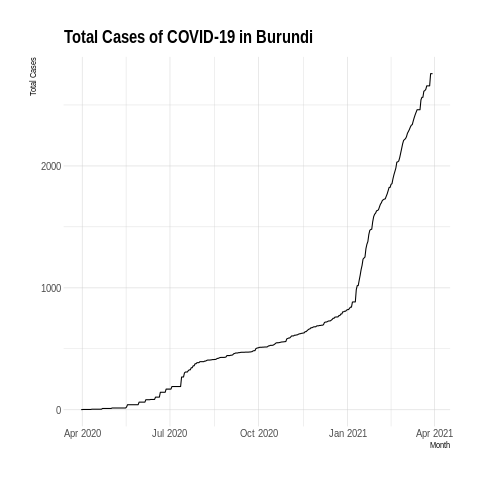 Total Cases of COVID-19 in Burundi
Total Cases
2000
1000
0
Apr 2020 Jul 2020 Oct 2020 Jan 2021 Apr 2021
Month